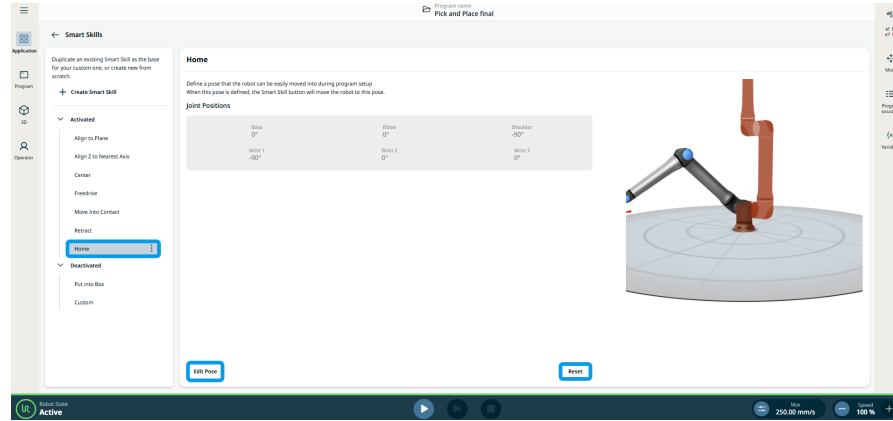 Program name
Pick and Place final
Application
Program
3D
Operator
← Smart Skills
Duplicate an existing Smart Skill as the base
for your custom one, or create new from
scratch.
+ Create Smart Skill
Activated
Align to Plane
Align Z to Nearest Axis
Center
Freedrive
Move Into Contact
Retract
Home
Deactivated
Put into Box
Custom
Home
Define a pose that the robot can be easily moved into during program setup
When this pose is defined, the Smart Skill button will move the robot to this pose.
Joint Positions
Base
0°
Elbow
0°
Shoulder
-90°
Wrist 1
-90°
Wrist 2
0°
Wrist 3
0°
Edit Pose
Reset
UR
Robot State
Active
Max
250.00 mm/s
Speed
100 %